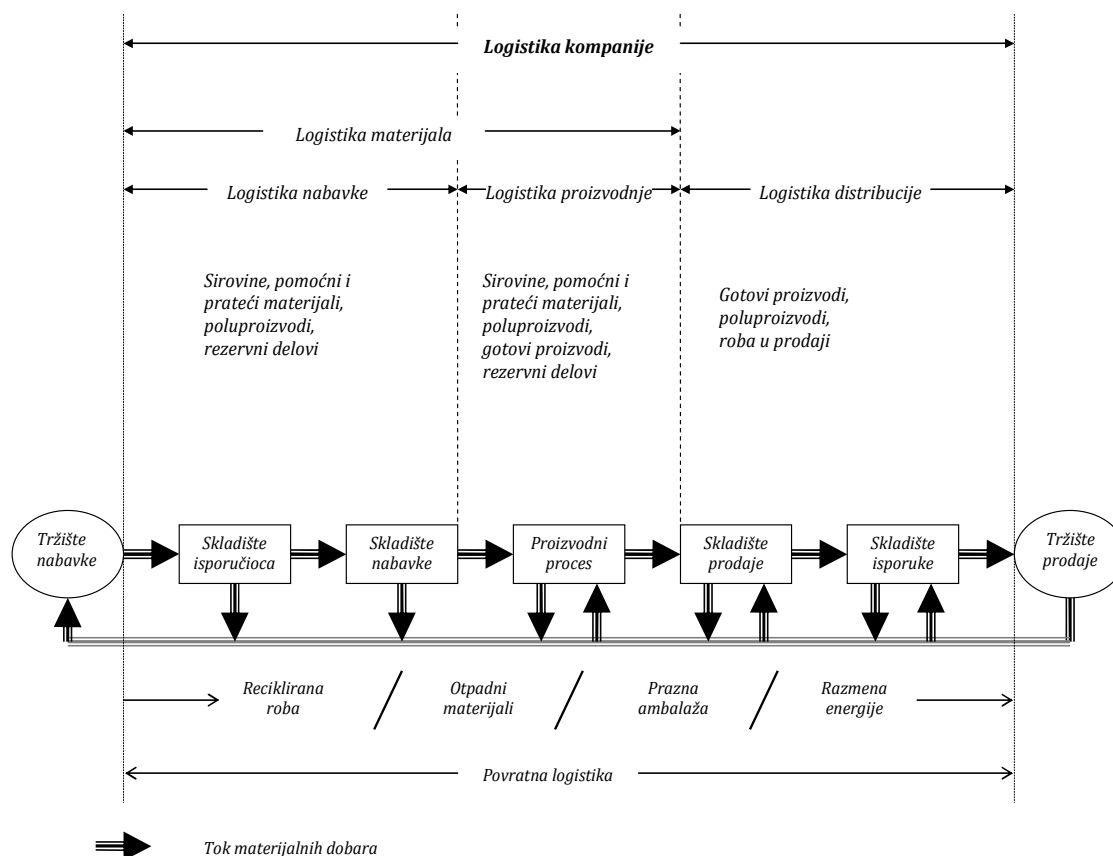 Logistika kompanije
Logistika materijala
Logistika nabavke
Logistika proizvodnje
Logistika distribucije
Sirovine, pomoćni i
prateći materijali,
poluproizvodi,
rezervni delovi
Sirovine, pomoćni i
prateći materijali,
poluproizvodi,
gotovi proizvodi,
rezervni delovi
Gotovi proizvodi,
poluproizvodi,
roba u prodaji
Tržište
nabavke
Skladište
isporučioca
Skladište
nabavke
Proizvodni
proces
Skladište
prodaje
Skladište
isporuke
Tržište
prodaje
Reciklirana
roba
Otpadni
materijali
Prazna
ambalaža
Razmena
energije
Povratna logistika
Tok materijalnih dobara